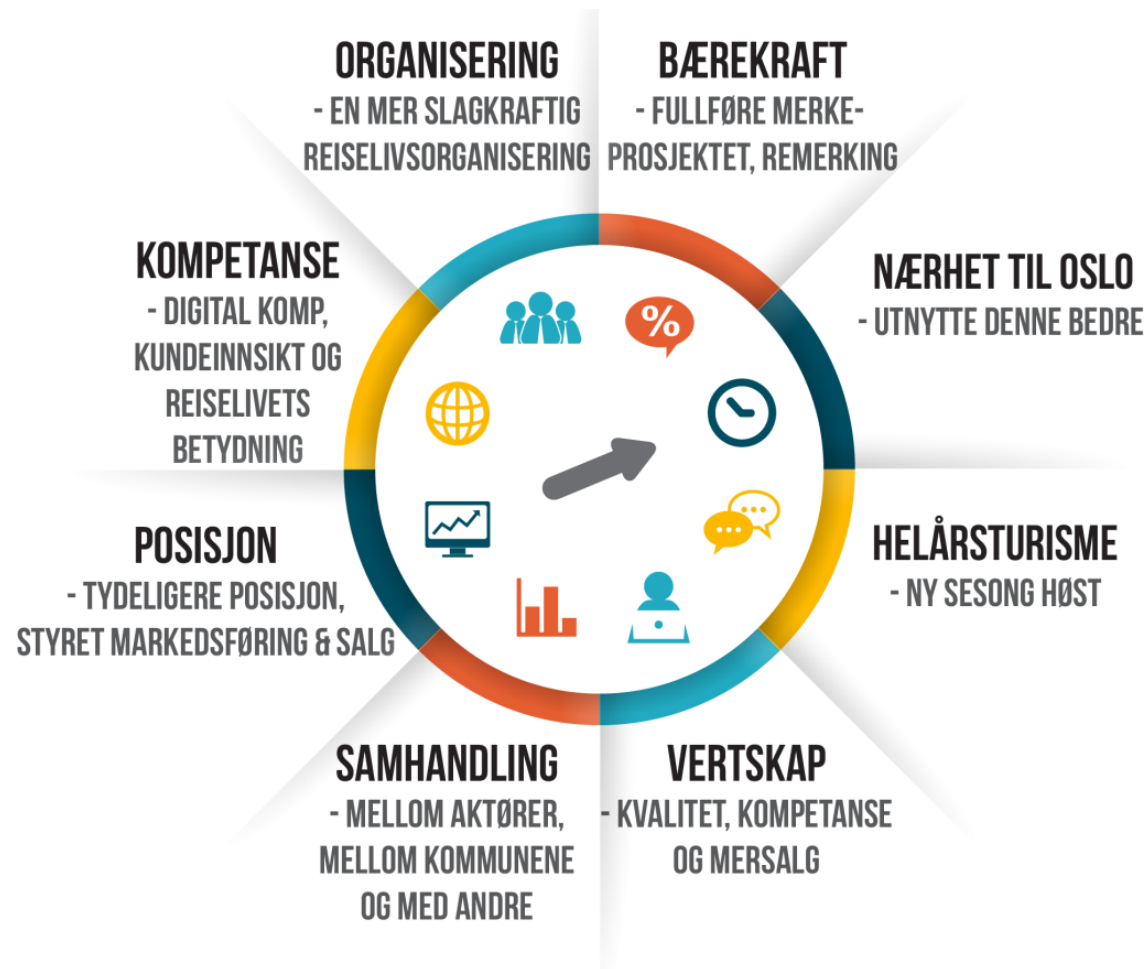 ORGANISERING
- EN MER SLAGKRAFTIG
REISELIVSORGANISERING
BÆREKRAFT
- FULLFØRE MERKE-
PROSJEKTET, REMERKING
NÆRHET TIL OSLO
- UTNYTTE DENNE BEDRE
HELÅRSTURISME
- NY SESONG HØST
VERTSKAP
- KVALITET, KOMPETANSE
OG MERSALG
SAMHANDLING
- MELLOM AKTØRER,
MELLOM KOMMUNENE
OG MED ANDRE
POSISJON
- TYDELIGERE POSISJON,
STYRET MARKEDSFØRING & SALG
KOMPETANSE
- DIGITAL KOMP,
KUNDEINNSIKT OG
REISELIVETS
BETYDNING
%